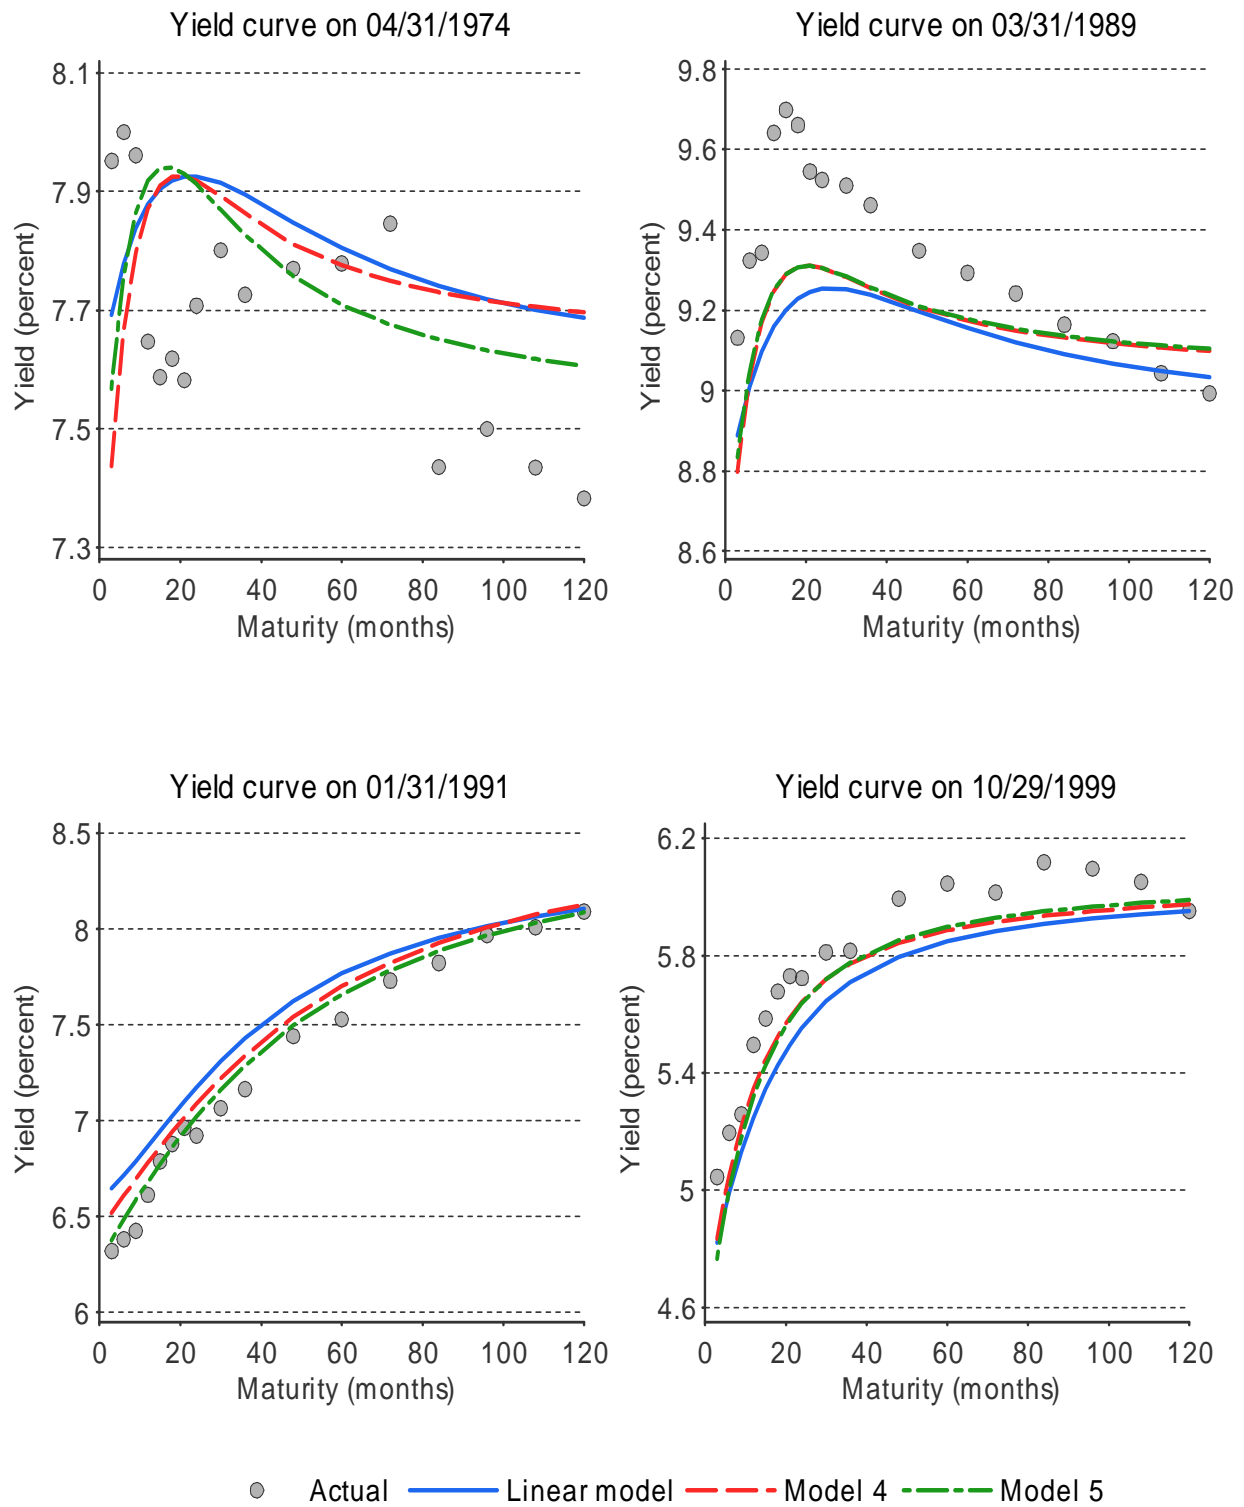 Yield curve on 04/31/1974
8.1
7.9
7.7
7.5
7.3
Yield (percent)
0 20 40 60 80 100 120
Maturity (months)
Yield curve on 03/31/1989
9.8
9.6
9.4
9.2
9
8.8
8.6
Yield (percent)
0 20 40 60 80 100 120
Maturity (months)
Yield curve on 01/31/1991
8.5
8
7.5
7
6.5
6
Yield (percent)
0 20 40 60 80 100 120
Maturity (months)
Yield curve on 10/29/1999
6.2
5.8
5.4
5
4.6
Yield (percent)
0 20 40 60 80 100 120
Maturity (months)
Actual Linear model Model 4 Model 5